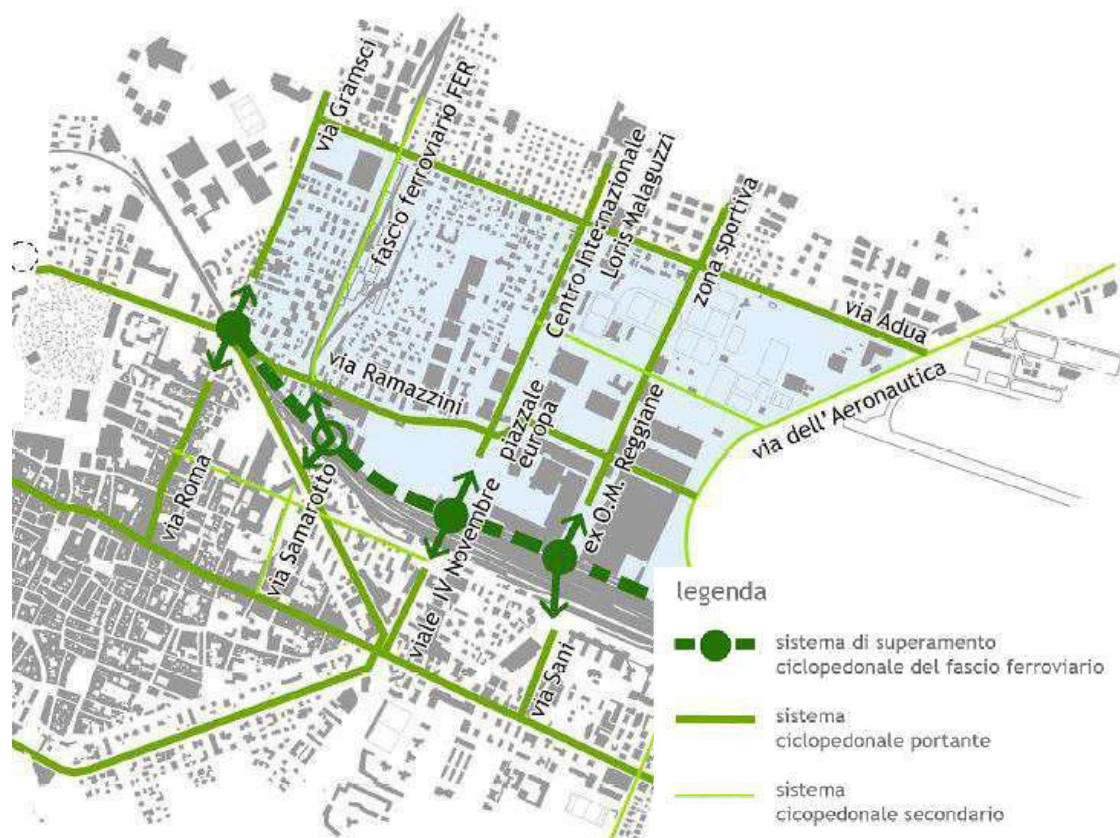 via Gramsci
fascio ferroviario FER
Centro Internazionale
Loris Malaguzzi
zona sportiva
via Adua
via dell'Aeronautica
via Ramazzini
piazzale
europa
ex O.M. Reggiane
via Roma
via Samarotto
viale IV Novembre
via Sani
legenda
sistema di superamento
ciclopedonale del fascio ferroviario
sistema
ciclopedonale portante
sistema
cicopedonale secondario